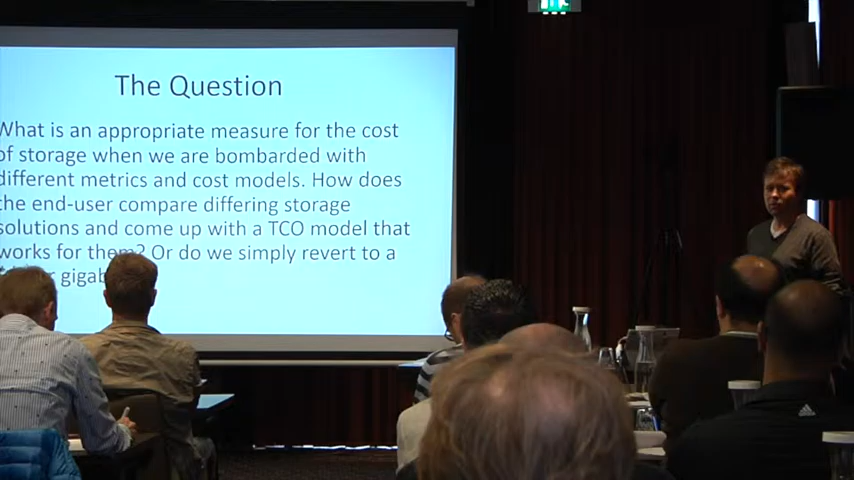 The Question
What is an appropriate measure for the cost
of storage when we are bombarded with
different metrics and cost models. How does
the end-user compare differing storage
solutions and come up with a TCO model that
works for them? Or do we simply revert to a